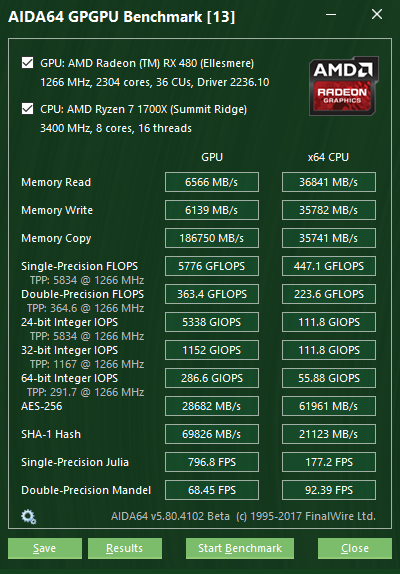 AIDA64 GPGPU Benchmark [13]
GPU: AMD Radeon (TM) RX 480 (Ellesmere)
1266 MHz, 2304 cores, 36 CUs, Driver 2236.10
CPU: AMD Ryzen 7 1700X (Summit Ridge)
3400 MHz, 8 cores, 16 threads
AMD
RADEON
GRAPHICS
GPU x64 CPU
Memory Read 6566 MB/s 36841 MB/s
Memory Write 6139 MB/s 35782 MB/s
Memory Copy 186750 MB/s 35741 MB/s
Single-Precision FLOPS 5776 GFLOPS 447.1 GFLOPS
TPP: 5834 @ 1266 MHz
Double-Precision FLOPS 363.4 GFLOPS 223.6 GFLOPS
TPP: 364.6 @ 1266 MHz
24-bit Integer IOPS 5338 GIOPS 111.8 GIOPS
TPP: 5834 @ 1266 MHz
32-bit Integer IOPS 1152 GIOPS 111.8 GIOPS
TPP: 1167 @ 1266 MHz
64-bit Integer IOPS 286.6 GIOPS 55.88 GIOPS
TPP: 291.7 @ 1266 MHz
AES-256 28682 MB/s 61961 MB/s
SHA-1 Hash 69826 MB/s 21123 MB/s
Single-Precision Julia 796.8 FPS 177.2 FPS
Double-Precision Mandel 68.45 FPS 92.39 FPS
AIDA64 v5.80.4102 Beta (c) 1995-2017 FinalWire Ltd.
Save Results Start Benchmark Close